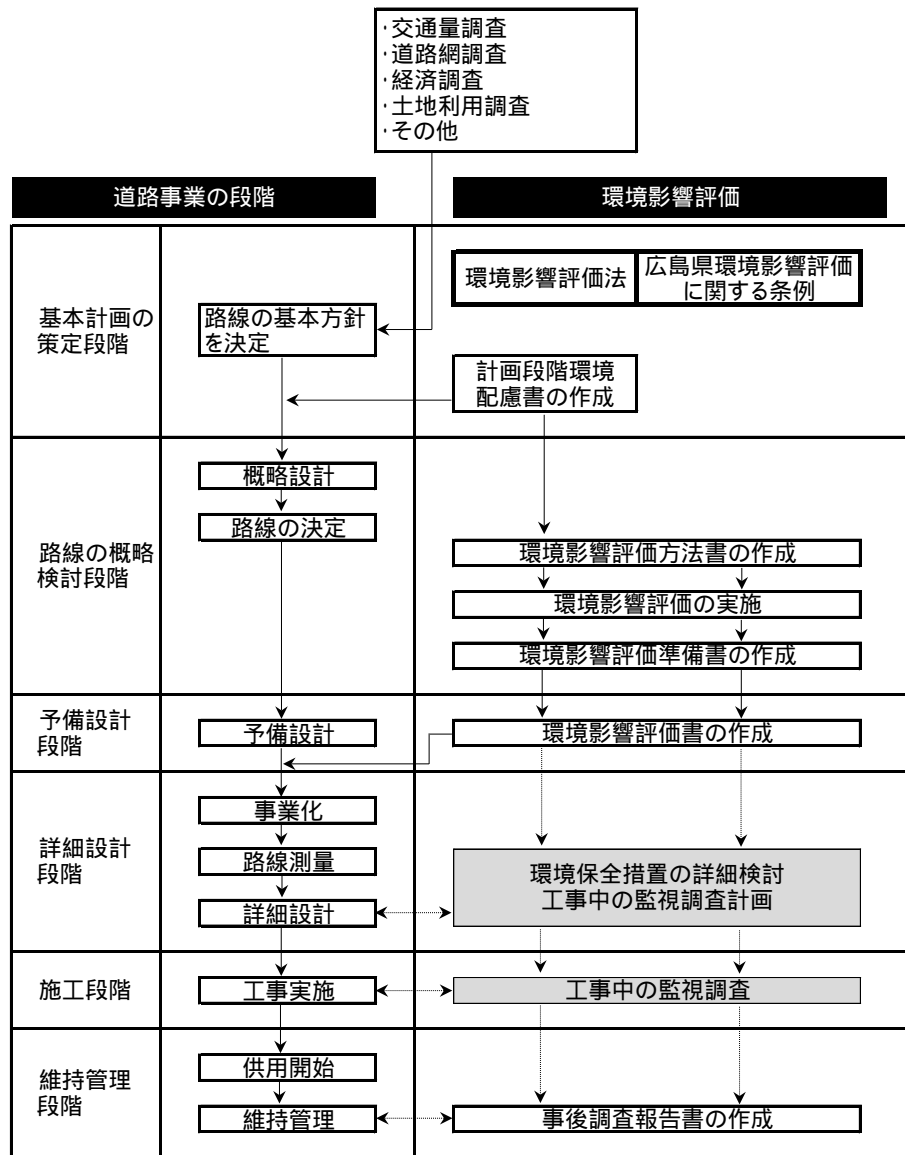 ・交通量調査
・道路網調査
・経済調査
・土地利用調査
・その他
道路事業の段階
環境影響評価
基本計画の
策定段階
路線の基本方針
を決定
環境影響評価法
広島県環境影響評価
に関する条例
計画段階環境
配慮書の作成
路線の概略
検討段階
概略設計
路線の決定
環境影響評価方法書の作成
環境影響評価の実施
環境影響評価準備書の作成
予備設計
段階
予備設計
環境影響評価書の作成
詳細設計
段階
事業化
路線測量
詳細設計
環境保全措置の詳細検討
工事中の監視調査計画
施工段階
工事実施
工事中の監視調査
維持管理
段階
供用開始
維持管理
事後調査報告書の作成